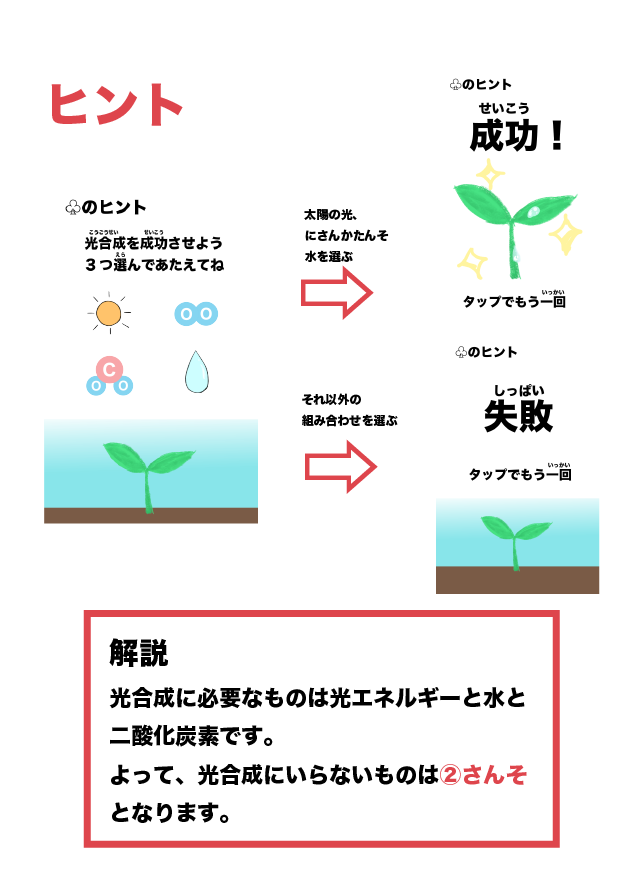 ヒント
♧のヒント
こうごうせい せいこう
光合成を成功させよう
えら
３つ選んであたえてね
O O
C
O O
太陽の光、
にさんかたんそ
水を選ぶ
それ以外の
組み合わせを選ぶ
♧のヒント
せいこう
成功！
いっかい
タップでもう一回
♧のヒント
しっぱい
失敗
いっかい
タップでもう一回
解説
光合成に必要なものは光エネルギーと水と
二酸化炭素です。
よって、光合成にいらないものは②さんそ
となります。